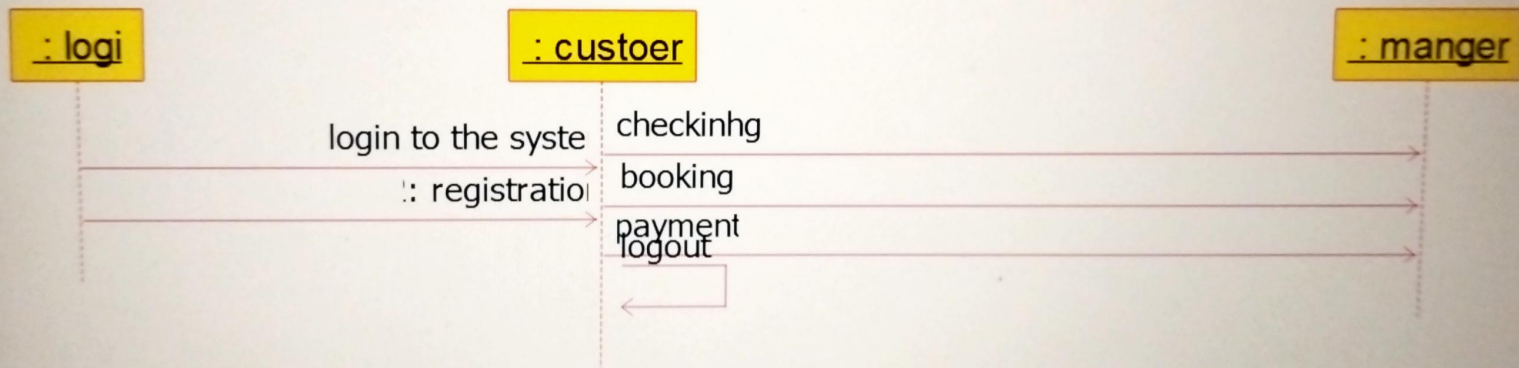 : logi
: custoer
: manger
login to the syste
checkinhg
: registratio
booking
payment
logout